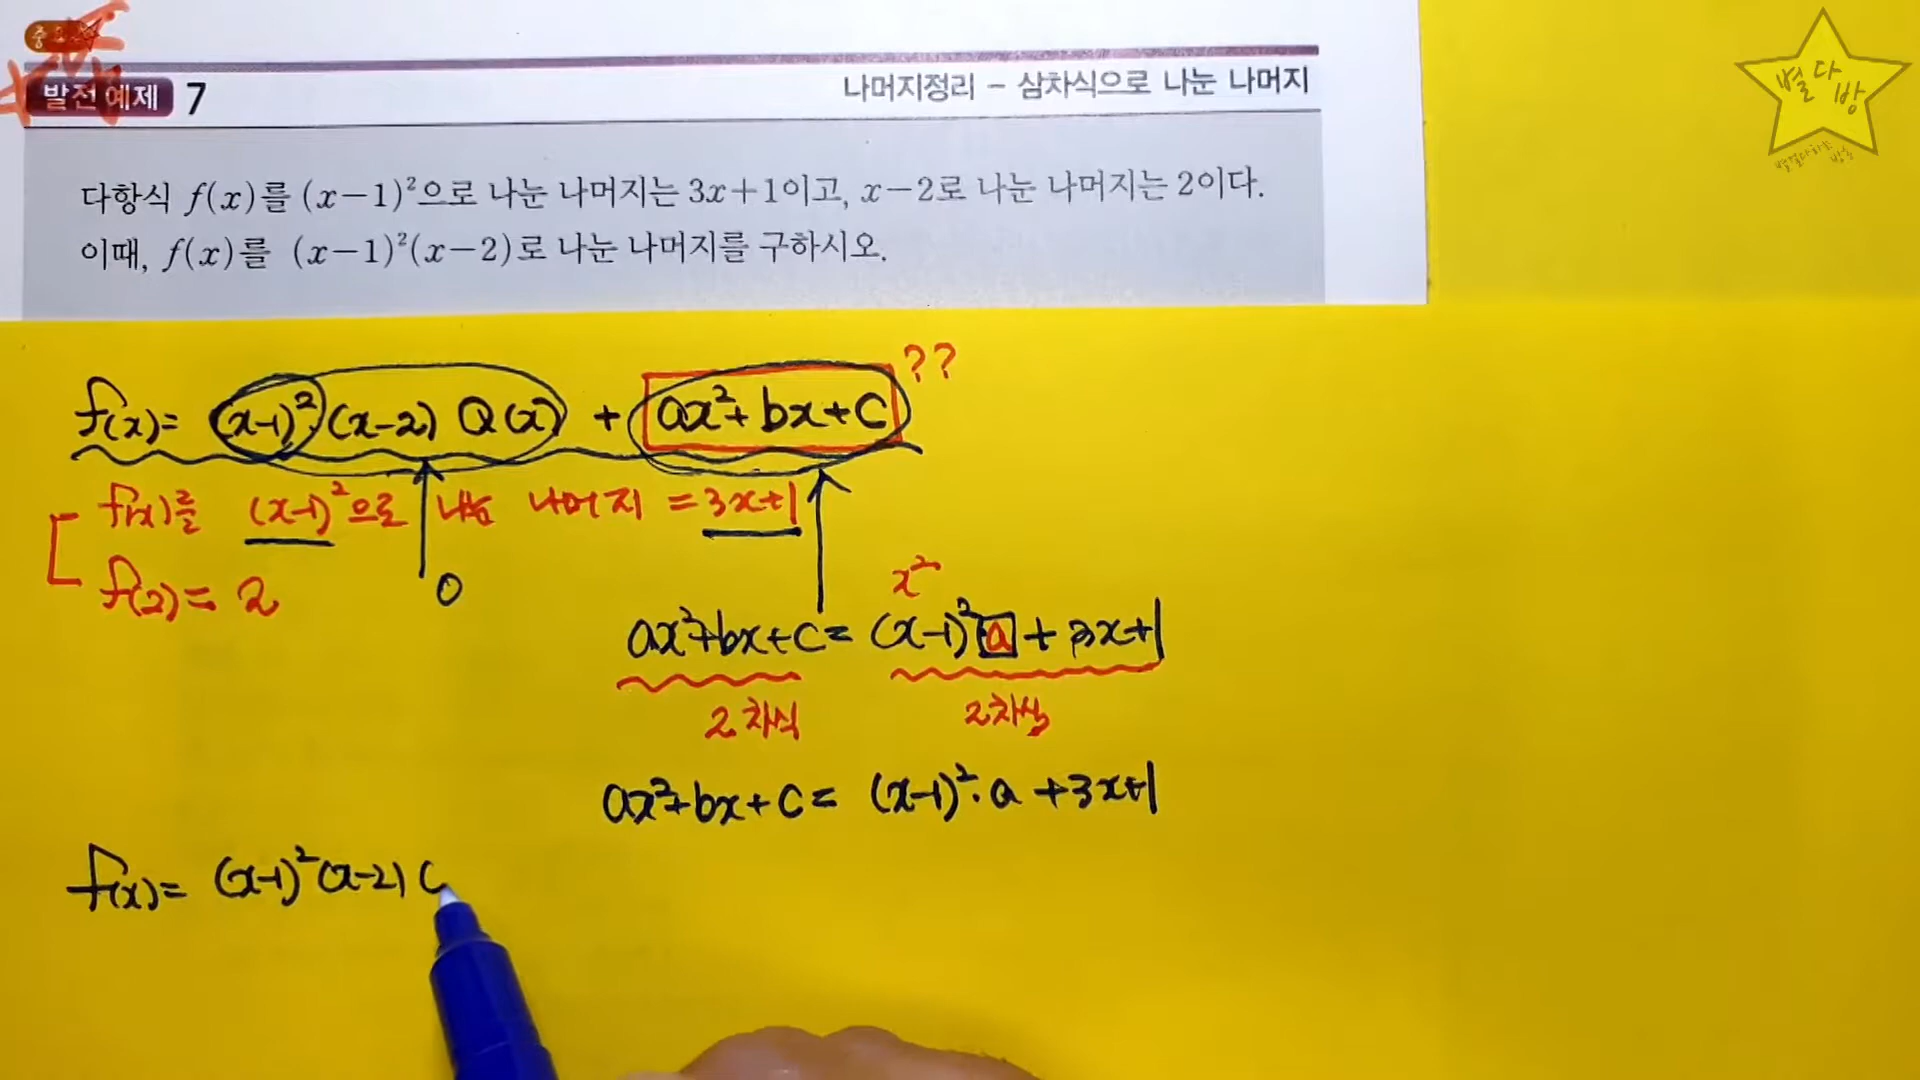 발전 예제 7
나머지정리 - 삼차식으로 나눈 나머지
별다방
다항식 f(x)를 (x-1)²으로 나눈 나머지는 3x+1이고, x-2로 나눈 나머지는 2이다.
이때, f(x)를 (x-1)²(x-2)로 나눈 나머지를 구하시오.
f(x)= (x-1)²·(x-2) Q(x) + ax²+bx+C ??
f(x)를 (x-1)²으로 나눈 나머지 = 3x+1
f(2)= 2
0
x²
ax²+bx+c= (x-1)² a + 3x+1
2차식 2차식
ax²+bx+c= (x-1)²·a +3x+1
f(x)= (x-1)²(x-2) (